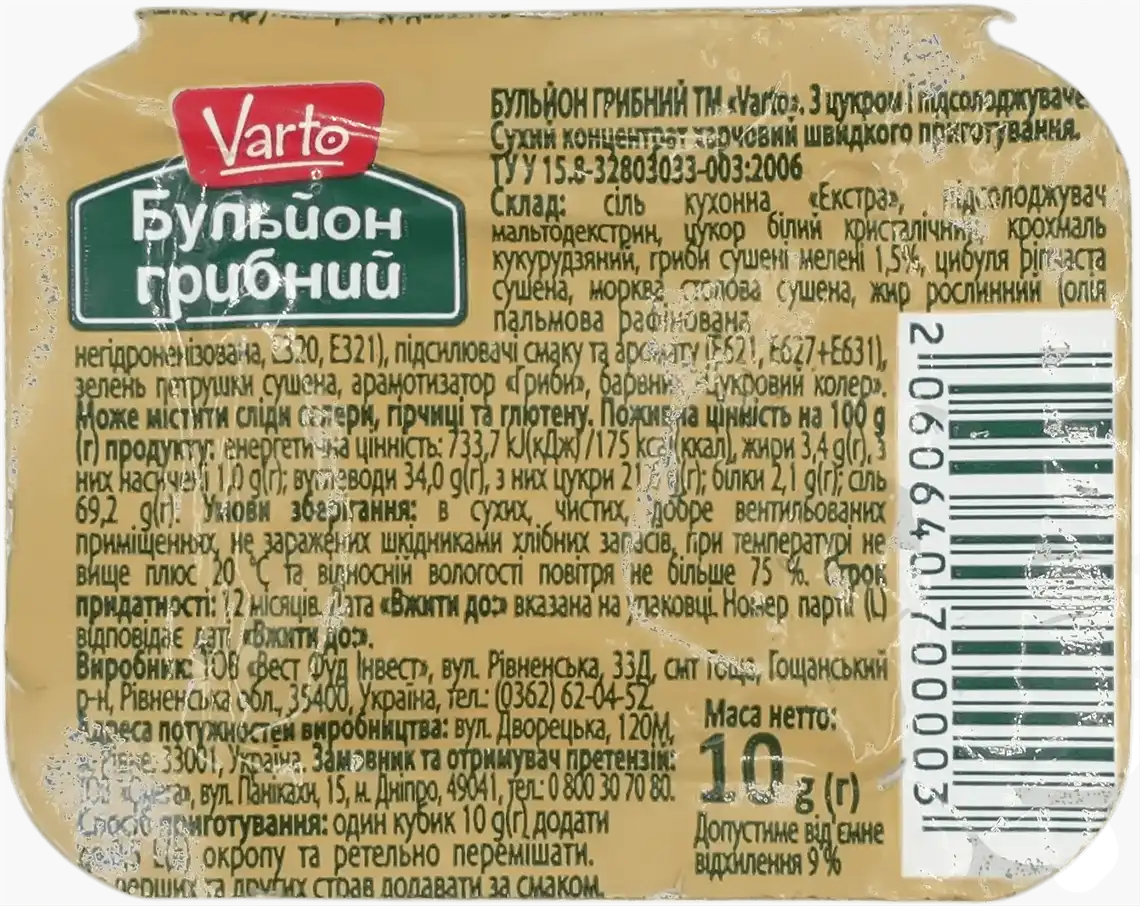 Varto
Бульйон
грибний
БУЛЬЙОН ГРИБНИЙ ТМ «Varto». З цукром і підсолоджуваче
Сухий концентрат харчовий швидкого приготування.
ТУ У 15.8-32803033-003:2006
Склад: сіль кухонна «Екстра», підсолоджувач
мальтодекстрин, цукор білий кристалічний, крохмаль
кукурудзяний, гриби сушені мелені 1,5%, цибуля ріпчаста
сушена, морква столова сушена, жир рослинний (олія
пальмова рафінована
негідроненізована, Е320, Е321), підсилювачі смаку та аромату (Е621, Е627+Е631),
зелень петрушки сушена, арамотизатор «Гриби», барвник «Цукровий колер».
Може містити сліди селери, гірчиці та глютену. Поживна цінність на 100 g
(г) продукту: енергетична цінність: 733,7 kJ(кДж)/175 kcal(ккал), жири 3,4 g(г), з
них насичені 1,0 g(г); вуглеводи 34,0 g(г), з них цукри g(г); білки 2,1 g(г); сіль
69,2 g(г). Умови зберігання: в сухих, чистих, добре вентильованих
приміщеннях, не заражених шкідниками хлібних запасів, при температурі не
вище плюс 20 °С та відносній вологості повітря не більше 75 %. Строк
придатності: 12 місяців. Дата «Вжити до:» вказана на упаковці. Номер партії (L)
відповідає даті «Вжити до:».
Виробник: ТОВ «Вест Фуд Інвест», вул. Рівненська, 33Д, смт Гоща, Гощанський
р-н, Рівненська обл., 35400, Україна, тел.: (0362) 62-04-52.
Адреса потужностей виробництва: вул. Дворецька, 120М,
м. Рівне, 33001, Україна. Замовник та отримувач претензій:
ТОВ «Омега», вул. Панікахи, 15, м. Дніпро, 49041, тел.: 0 800 30 70 80.
Спосіб приготування: один кубик 10 g(г) додати
окропу та ретельно перемішати.
перших та других страв додавати за смаком.
Маса нетто:
10 g (г)
Допустиме від'ємне
відхилення 9 %
2 060640 700003